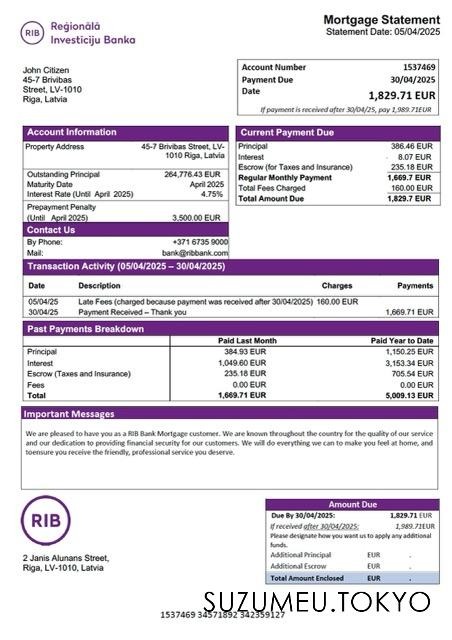 RIB
Reģionālā
Investīciju Banka
Mortgage Statement
Statement Date: 05/04/2025
John Citizen
45-7 Brivibas
Street, LV-1010
Riga, Latvia
Account Number 1537469
Payment Due 30/04/2025
Date
1,829.71 EUR
If payment is received after 30/04/25, pay 1,989.71EUR
Account Information
Property Address 45-7 Brivibas Street, LV-
1010 Riga, Latvia
Outstanding Principal 264,776.43 EUR
Maturity Date April 2025
Interest Rate (Until April 2025) 4.75%
Prepayment Penalty
(Until April 2025) 3,500.00 EUR
Contact Us
By Phone: +371 6735 9000
Mail: bank@ribbank.com
Current Payment Due
Principal 386.46 EUR
Interest 8.07 EUR
Escrow (for Taxes and Insurance) 235.18 EUR
Regular Monthly Payment 1,669.7 EUR
Total Fees Charged 160.00 EUR
Total Amount Due 1,829.7 EUR
Transaction Activity (05/04/2025 – 30/04/2025)
Date Description Charges Payments
05/04/25 Late Fees (charged because payment was received after 30/04/2025) 160.00 EUR
30/04/25 Payment Received – Thank you 1,669.71 EUR
Past Payments Breakdown
Paid Last Month Paid Year to Date
Principal 384.93 EUR 1,150.25 EUR
Interest 1,049.60 EUR 3,153.34 EUR
Escrow (Taxes and Insurance) 235.18 EUR 705.54 EUR
Fees 0.00 EUR 0.00 EUR
Total 1,669.71 EUR 5,009.13 EUR
Important Messages
We are pleased to have you as a RIB Bank Mortgage customer. We are known throughout the country for the quality of our service
and our dedication to providing financial security for our customers. We will do everything we can to make you feel at home, and
toensure you receive the friendly, professional service you deserve.
RIB
2 Janis Alunans Street,
Riga, LV-1010, Latvia
Amount Due
Due By 30/04/2025: 1,829.71 EUR
If received after 30/04/2025: 1,989.71EUR
Please designate how you want us to apply any additional
funds.
Additional Principal EUR .
Additional Escrow EUR .
Total Amount Enclosed EUR .
1537469 34571892 342359127
SUZUMEU.TOKYO